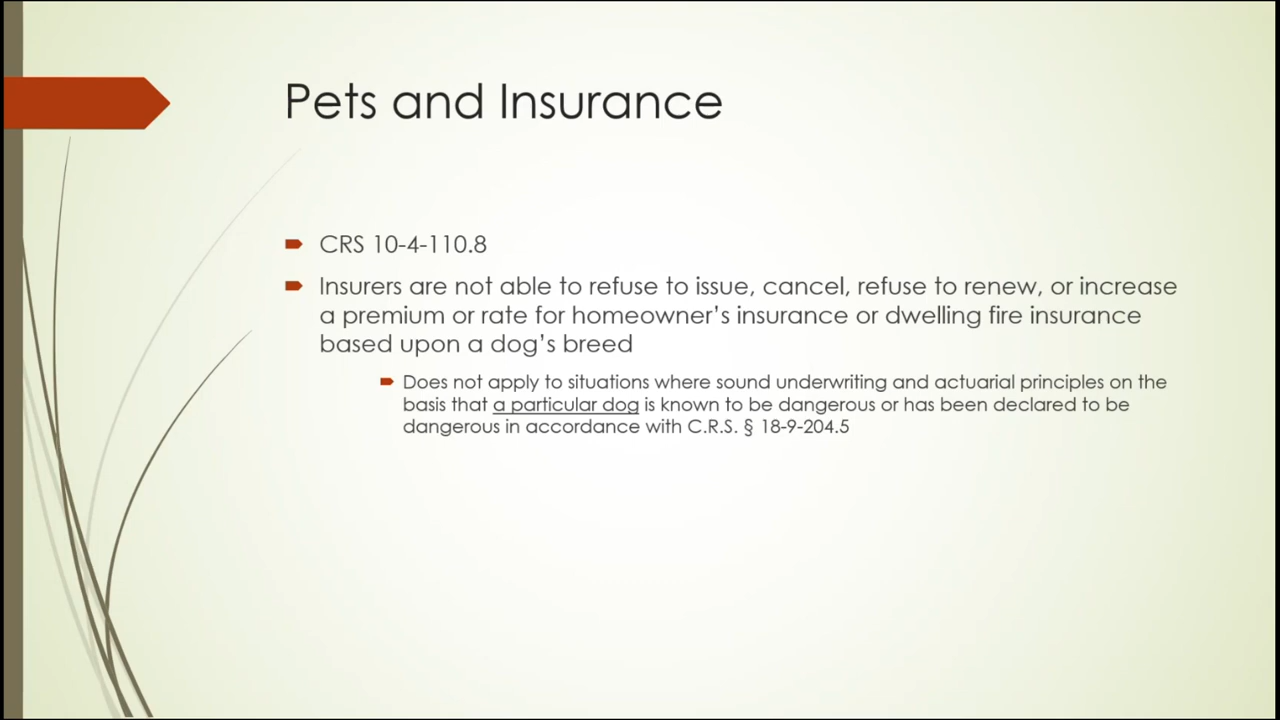 Pets and Insurance
CRS 10-4-110.8
Insurers are not able to refuse to issue, cancel, refuse to renew, or increase
a premium or rate for homeowner’s insurance or dwelling fire insurance
based upon a dog’s breed
Does not apply to situations where sound underwriting and actuarial principles on the
basis that a particular dog is known to be dangerous or has been declared to be
dangerous in accordance with C.R.S. § 18-9-204.5